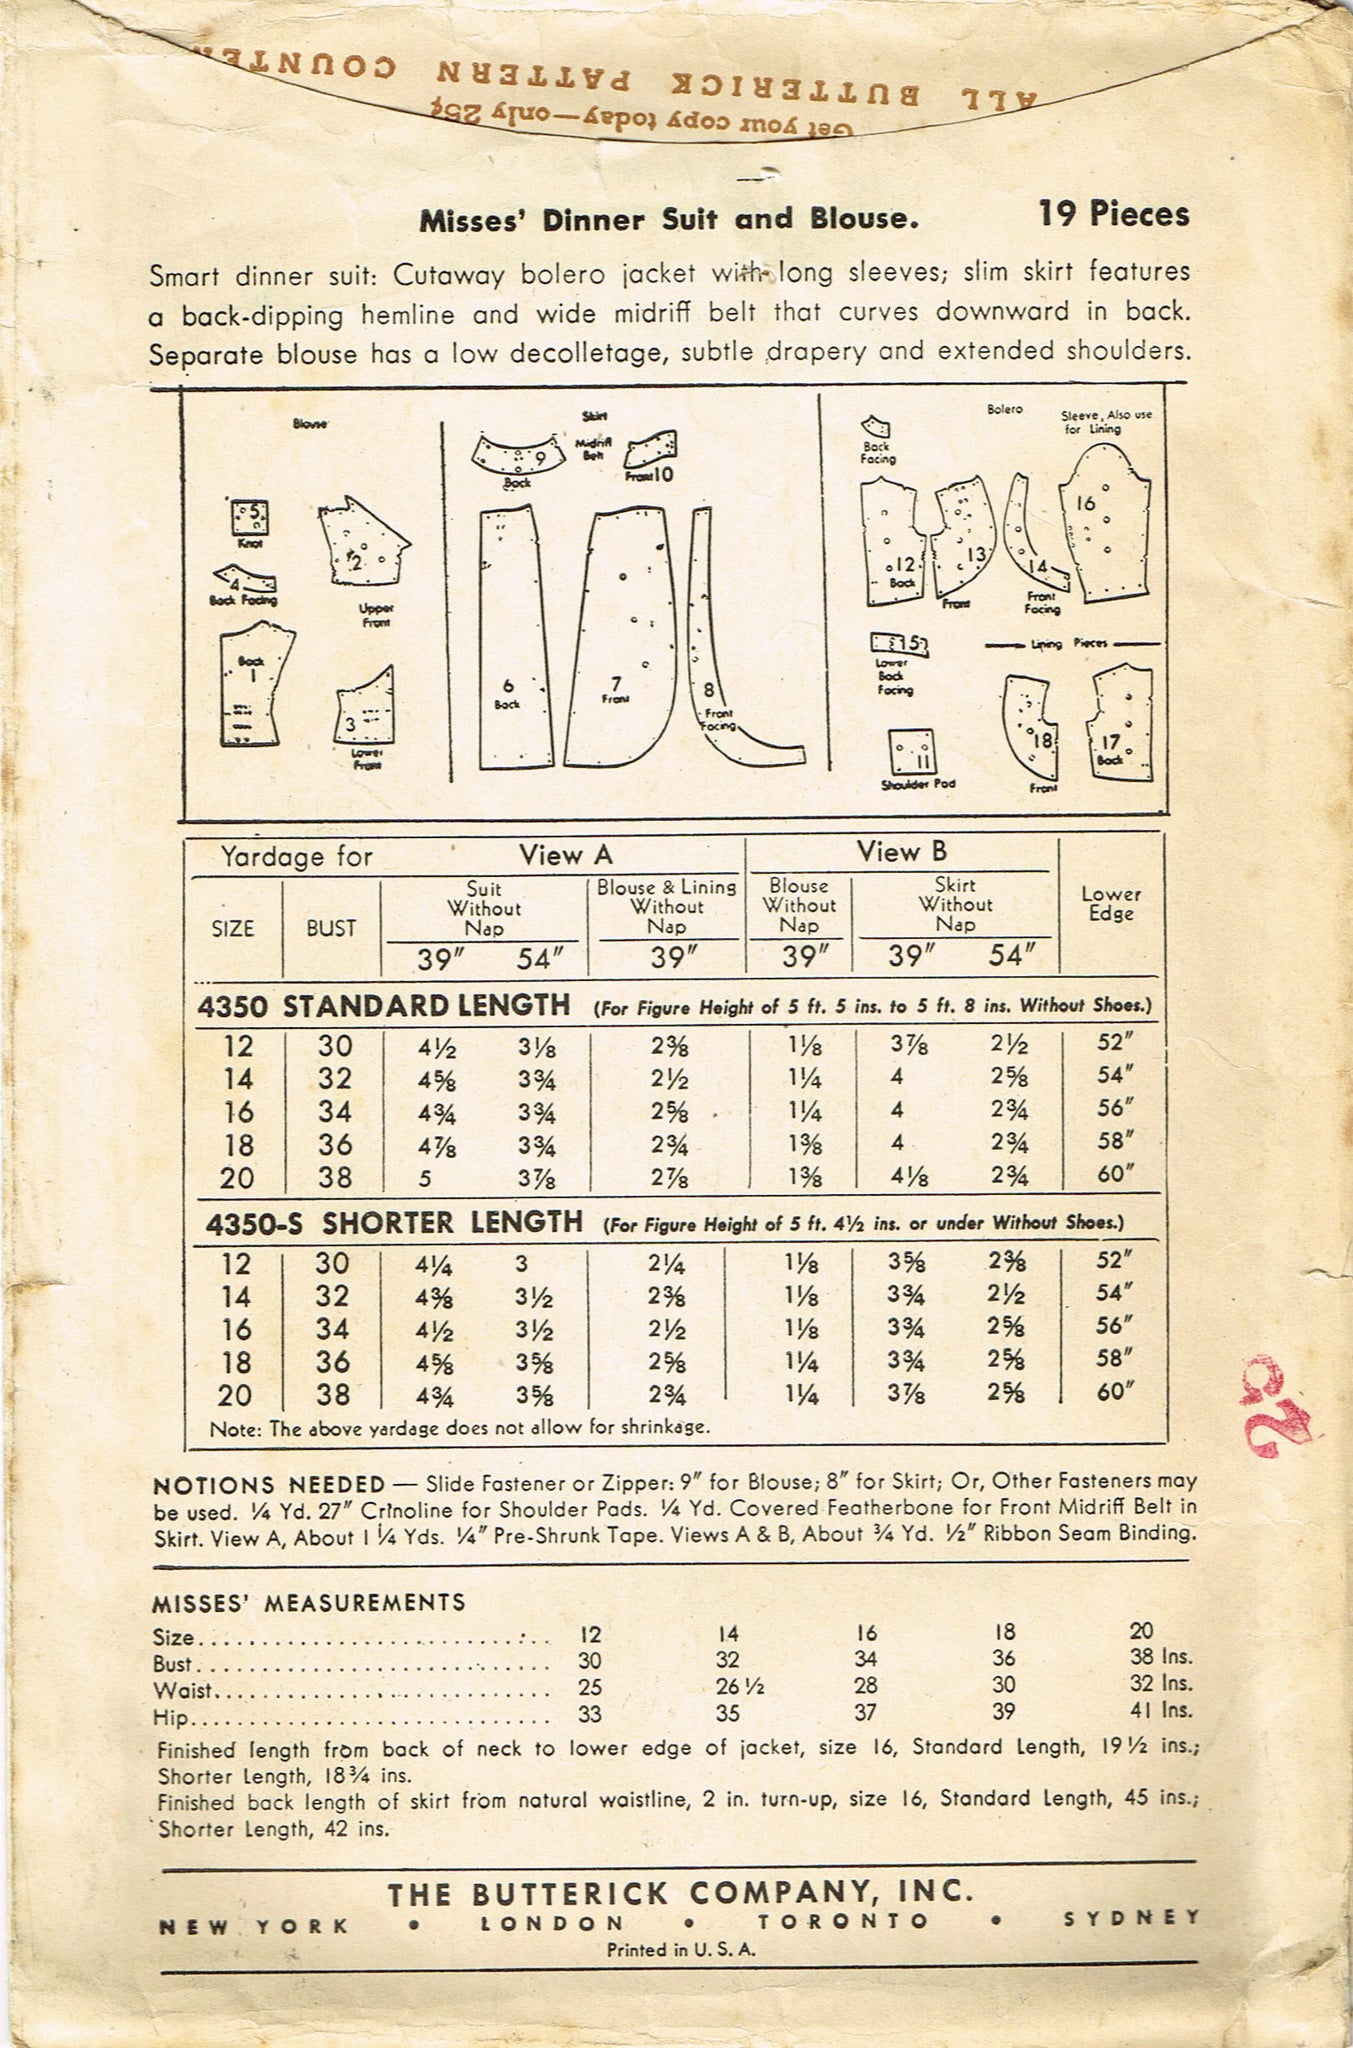 ALL BUTTERICK PATTERN COUNTER
Get your copy today—only 25¢
Misses' Dinner Suit and Blouse. 19 Pieces
Smart dinner suit: Cutaway bolero jacket with long sleeves; slim skirt features
a back-dipping hemline and wide midriff belt that curves downward in back.
Separate blouse has a low decolletage, subtle drapery and extended shoulders.
Blouse
5
Knot
2
Upper
Front
4
Back Facing
Back
1
3
Lower
Front
Skirt
Midriff
Belt
9
Back
Front 10
6
Back
7
Front
8
Front
Facing
Bolero
Sleeve, Also use
for Lining
Back
Facing
12
Back
13
Front
14
Front
Facing
16
15
Lower
Back
Facing
Lining Pieces
11
Shoulder Pad
18
Front
17
Back
Yardage for View A View B
SIZE BUST Suit Without Nap Blouse & Lining Without Nap Blouse Without Nap Skirt Without Nap Lower Edge
39" 54" 39" 39" 39" 54"
4350 STANDARD LENGTH (For Figure Height of 5 ft. 5 ins. to 5 ft. 8 ins. Without Shoes.)
12 30 4½ 3⅛ 2⅜ 1⅛ 3⅞ 2½ 52"
14 32 4⅝ 3¾ 2½ 1¼ 4 2⅝ 54"
16 34 4¾ 3¾ 2⅝ 1¼ 4 2¾ 56"
18 36 4⅞ 3¾ 2¾ 1⅜ 4 2¾ 58"
20 38 5 3⅞ 2⅞ 1⅜ 4⅛ 2¾ 60"
4350-S SHORTER LENGTH (For Figure Height of 5 ft. 4½ ins. or under Without Shoes.)
12 30 4¼ 3 2¼ 1⅛ 3⅝ 2⅜ 52"
14 32 4⅜ 3½ 2⅜ 1⅛ 3¾ 2½ 54"
16 34 4½ 3½ 2½ 1⅛ 3¾ 2⅝ 56"
18 36 4⅝ 3⅝ 2⅝ 1¼ 3¾ 2⅝ 58"
20 38 4¾ 3⅝ 2¾ 1¼ 3⅞ 2⅝ 60"
Note: The above yardage does not allow for shrinkage.
25
NOTIONS NEEDED — Slide Fastener or Zipper: 9" for Blouse; 8" for Skirt; Or, Other Fasteners may
be used. ¼ Yd. 27" Crinoline for Shoulder Pads. ¼ Yd. Covered Featherbone for Front Midriff Belt in
Skirt. View A, About 1 ¼ Yds. ¼" Pre-Shrunk Tape. Views A & B, About ¾ Yd. ½" Ribbon Seam Binding.
MISSES' MEASUREMENTS
Size 12 14 16 18 20
Bust 30 32 34 36 38 Ins.
Waist 25 26 ½ 28 30 32 Ins.
Hip 33 35 37 39 41 Ins.
Finished length from back of neck to lower edge of jacket, size 16, Standard Length, 19 ½ ins.;
Shorter Length, 18 ¾ ins.
Finished back length of skirt from natural waistline, 2 in. turn-up, size 16, Standard Length, 45 ins.;
Shorter Length, 42 ins.
THE BUTTERICK COMPANY, INC.
NEW YORK • LONDON • TORONTO • SYDNEY
Printed in U. S. A.